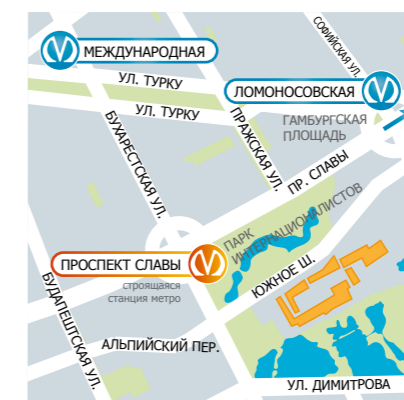 СОФИЙСКАЯ УЛ.
МЕЖДУНАРОДНАЯ
УЛ. ТУРКУ
ЛОМОНОСОВСКАЯ
УЛ. ТУРКУ
ГАМБУРГСКАЯ
ПЛОЩАДЬ
БУХАРЕСТСКАЯ УЛ.
ПРАЖСКАЯ УЛ.
ПР. СЛАВЫ
ПАРК
ИНТЕРНАЦИОНАЛИСТОВ
ПРОСПЕКТ СЛАВЫ
строящаяся
станция метро
ЮЖНОЕ Ш.
БУДАПЕШТСКАЯ УЛ.
АЛЬПИЙСКИЙ ПЕР.
УЛ. ДИМИТРОВА